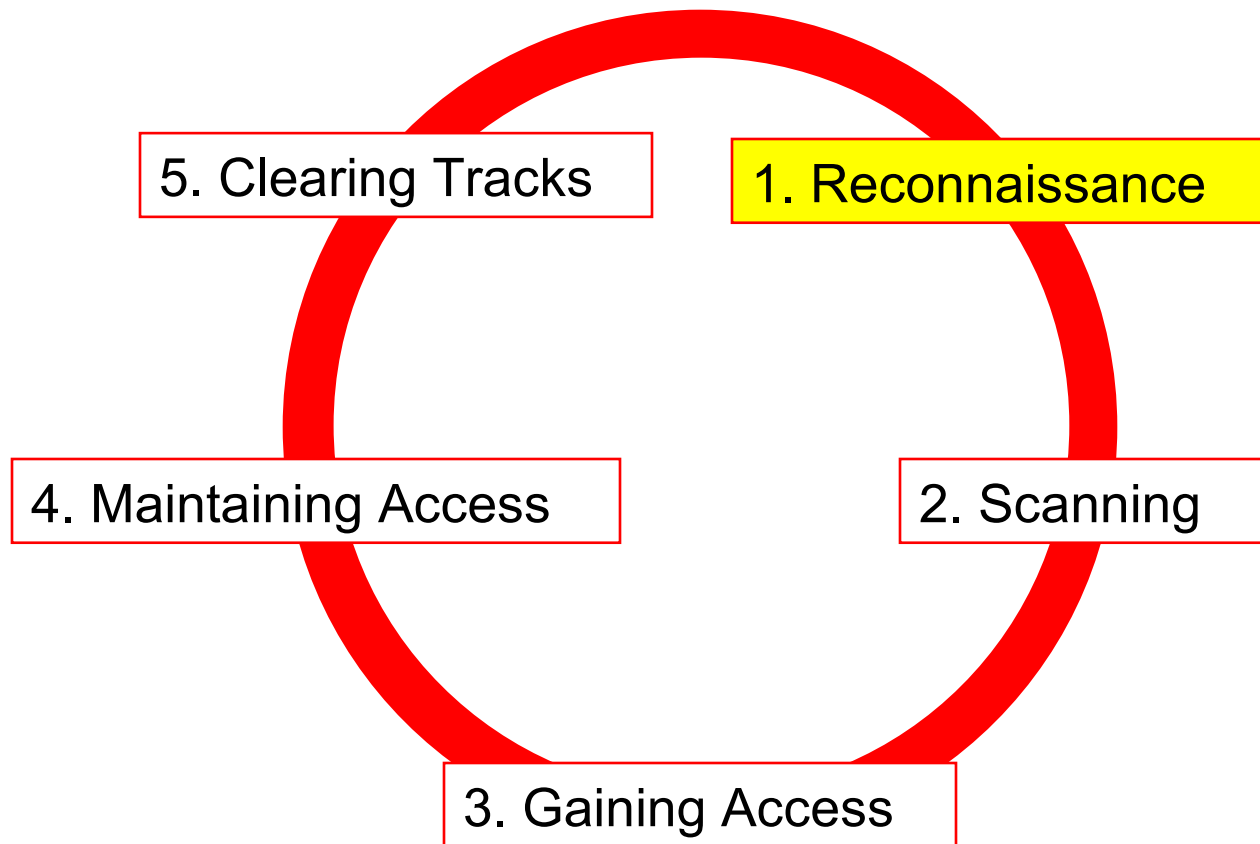 5. Clearing Tracks
1. Reconnaissance
4. Maintaining Access
2. Scanning
3. Gaining Access